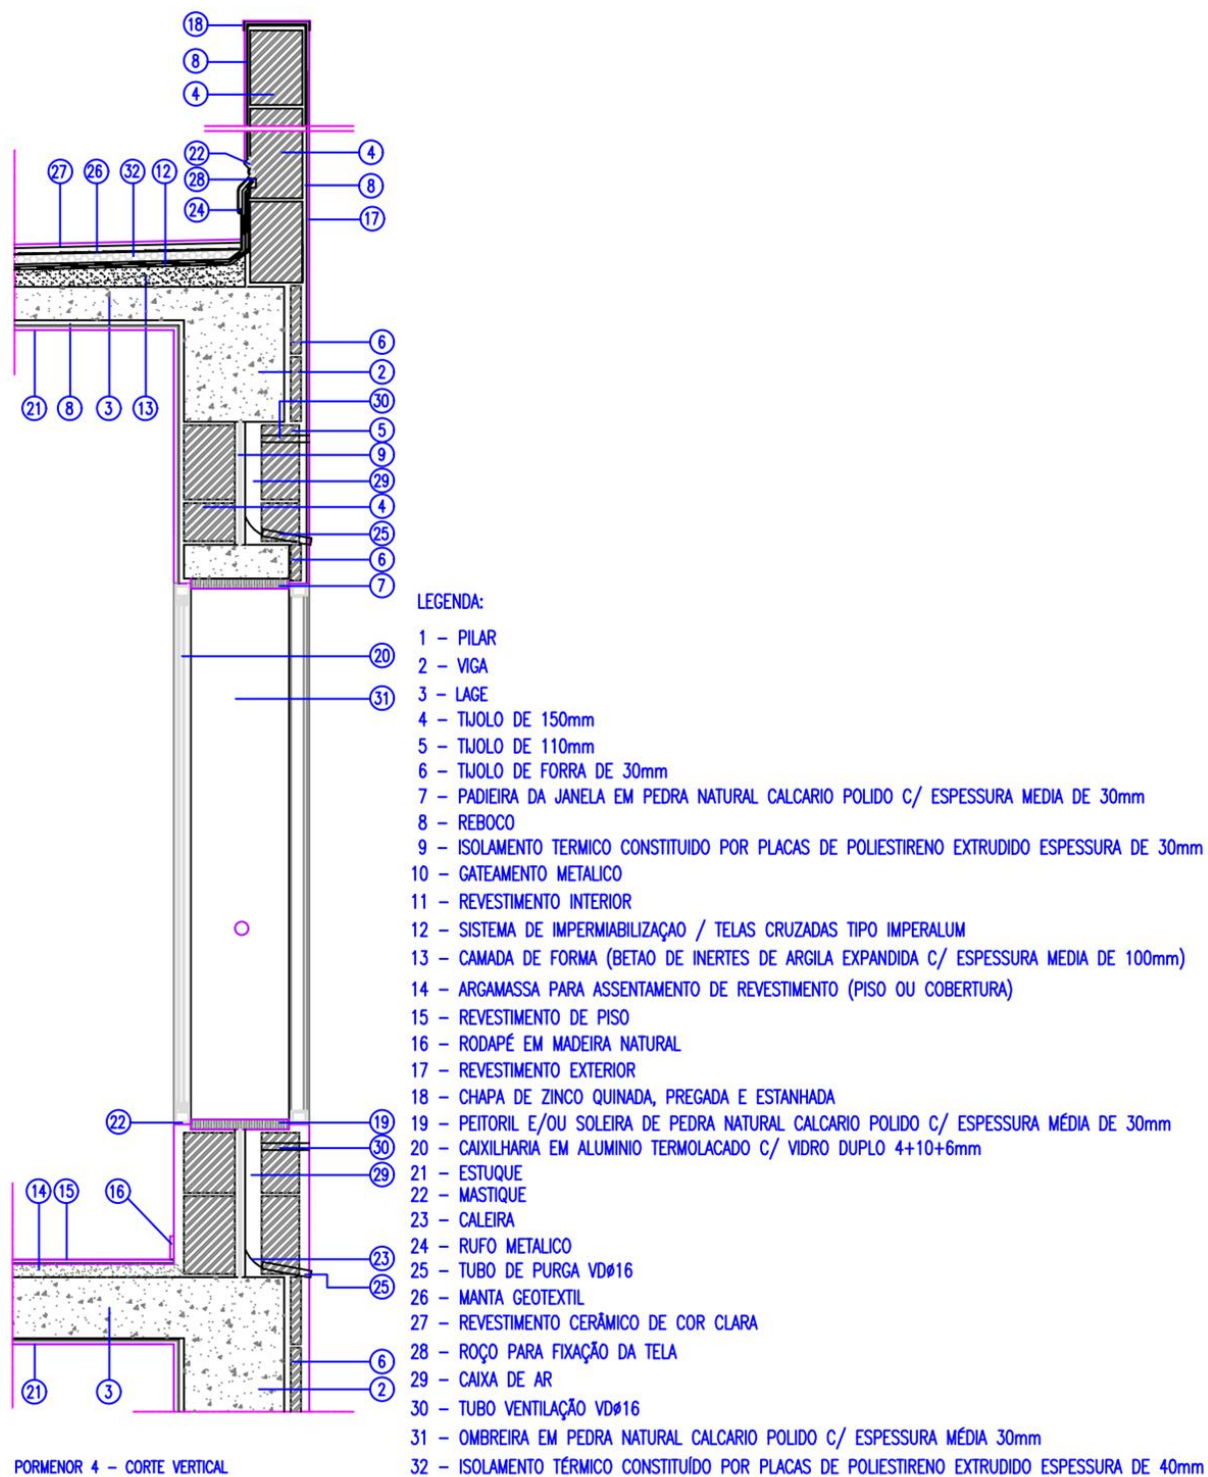 18
8
4
22
4
27 26 32 12
28
8
24
17
6
2
30
21 8 3 13
5
9
29
4
25
6
7
LEGENDA:
1 - PILAR
20
2 - VIGA
31
3 - LAGE
4 - TIJOLO DE 150mm
5 - TIJOLO DE 110mm
6 - TIJOLO DE FORRA DE 30mm
7 - PADIEIRA DA JANELA EM PEDRA NATURAL CALCARIO POLIDO C/ ESPESSURA MEDIA DE 30mm
8 - REBOCO
9 - ISOLAMENTO TERMICO CONSTITUIDO POR PLACAS DE POLIESTIRENO EXTRUDIDO ESPESSURA DE 30mm
10 - GATEAMENTO METALICO
11 - REVESTIMENTO INTERIOR
12 - SISTEMA DE IMPERMIABILIZAÇAO / TELAS CRUZADAS TIPO IMPERALUM
13 - CAMADA DE FORMA (BETAO DE INERTES DE ARGILA EXPANDIDA C/ ESPESSURA MEDIA DE 100mm)
14 - ARGAMASSA PARA ASSENTAMENTO DE REVESTIMENTO (PISO OU COBERTURA)
15 - REVESTIMENTO DE PISO
16 - RODAPÉ EM MADEIRA NATURAL
17 - REVESTIMENTO EXTERIOR
18 - CHAPA DE ZINCO QUINADA, PREGADA E ESTANHADA
22 19
19 - PEITORIL E/OU SOLEIRA DE PEDRA NATURAL CALCARIO POLIDO C/ ESPESSURA MÉDIA DE 30mm
30
20 - CAIXILHARIA EM ALUMINIO TERMOLACADO C/ VIDRO DUPLO 4+10+6mm
29
21 - ESTUQUE
14 15 16
22 - MASTIQUE
23 - CALEIRA
23
24 - RUFO METALICO
25 - TUBO DE PURGA VDø16
25
26 - MANTA GEOTEXTIL
27 - REVESTIMENTO CERÂMICO DE COR CLARA
28 - ROÇO PARA FIXAÇÃO DA TELA
6
29 - CAIXA DE AR
21 3 2
30 - TUBO VENTILAÇÃO VDø16
31 - OMBREIRA EM PEDRA NATURAL CALCARIO POLIDO C/ ESPESSURA MÉDIA 30mm
32 - ISOLAMENTO TÉRMICO CONSTITUÍDO POR PLACAS DE POLIESTIRENO EXTRUDIDO ESPESSURA DE 40mm
PORMENOR 4 - CORTE VERTICAL